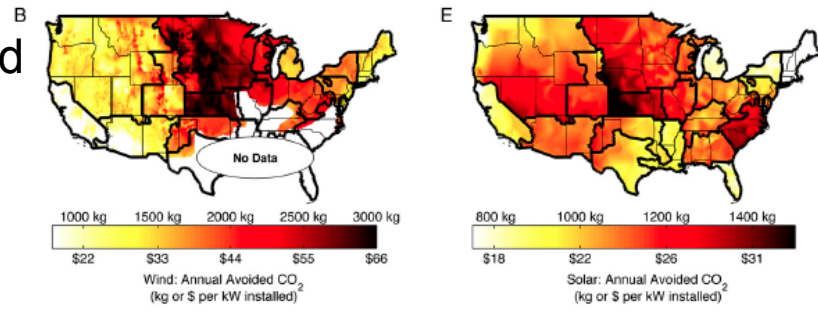 B
d
No Data
1000 kg 1500 kg 2000 kg 2500 kg 3000 kg
$22 $33 $44 $55 $66
Wind: Annual Avoided CO2
(kg or $ per kW installed)
E
800 kg 1000 kg 1200 kg 1400 kg
$18 $22 $26 $31
Solar: Annual Avoided CO2
(kg or $ per kW installed)